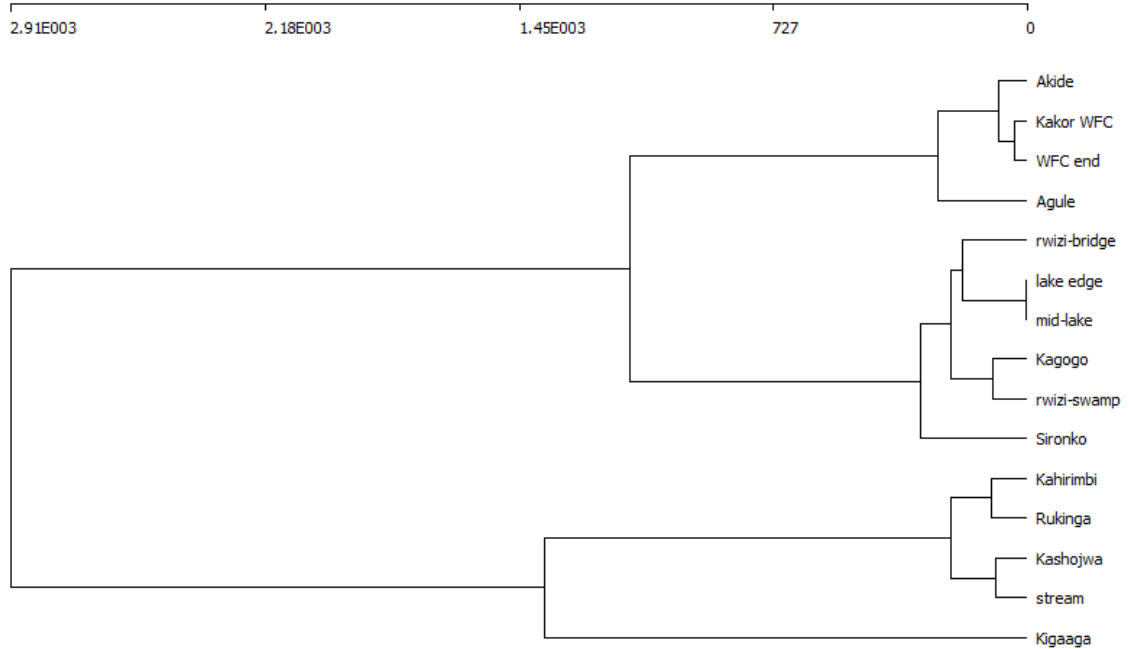 2.91E003 2.18E003 1.45E003 727 0
Akide
Kakor WFC
WFC end
Agule
rwizi-bridge
lake edge
mid-lake
Kagogo
rwizi-swamp
Sironko
Kahirimbi
Rukinga
Kashojwa
stream
Kigaaga